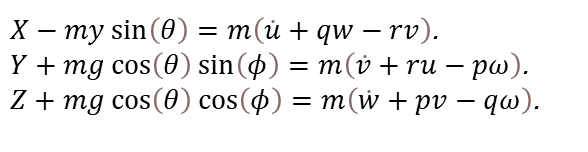 X − my sin(θ) = m(u̇ + qw − rv).
Y + mg cos(θ) sin(ϕ) = m(v̇ + ru − pω).
Z + mg cos(θ) cos(ϕ) = m(ẇ + pv − qω).